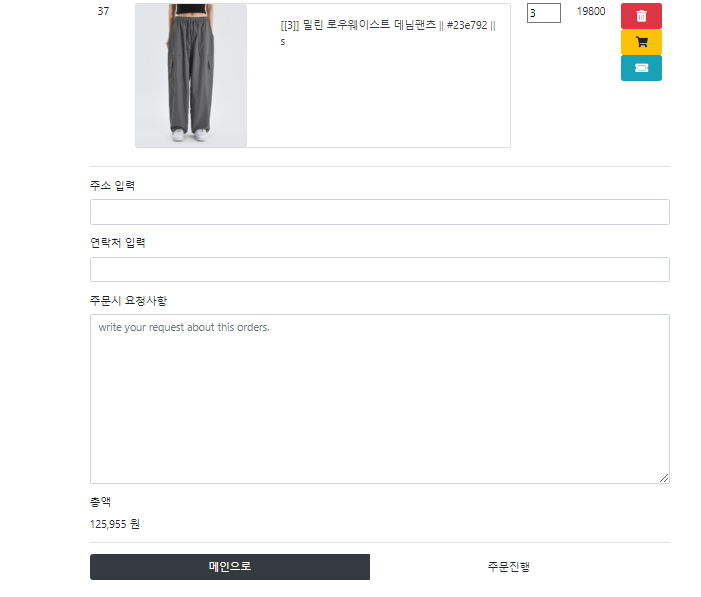 37
[[3]] 밀린 로우웨이스트 데님팬츠 || #23e792 ||
s
3
19800
주소 입력
연락처 입력
주문시 요청사항
write your request about this orders.
총액
125,955 원
메인으로
주문진행